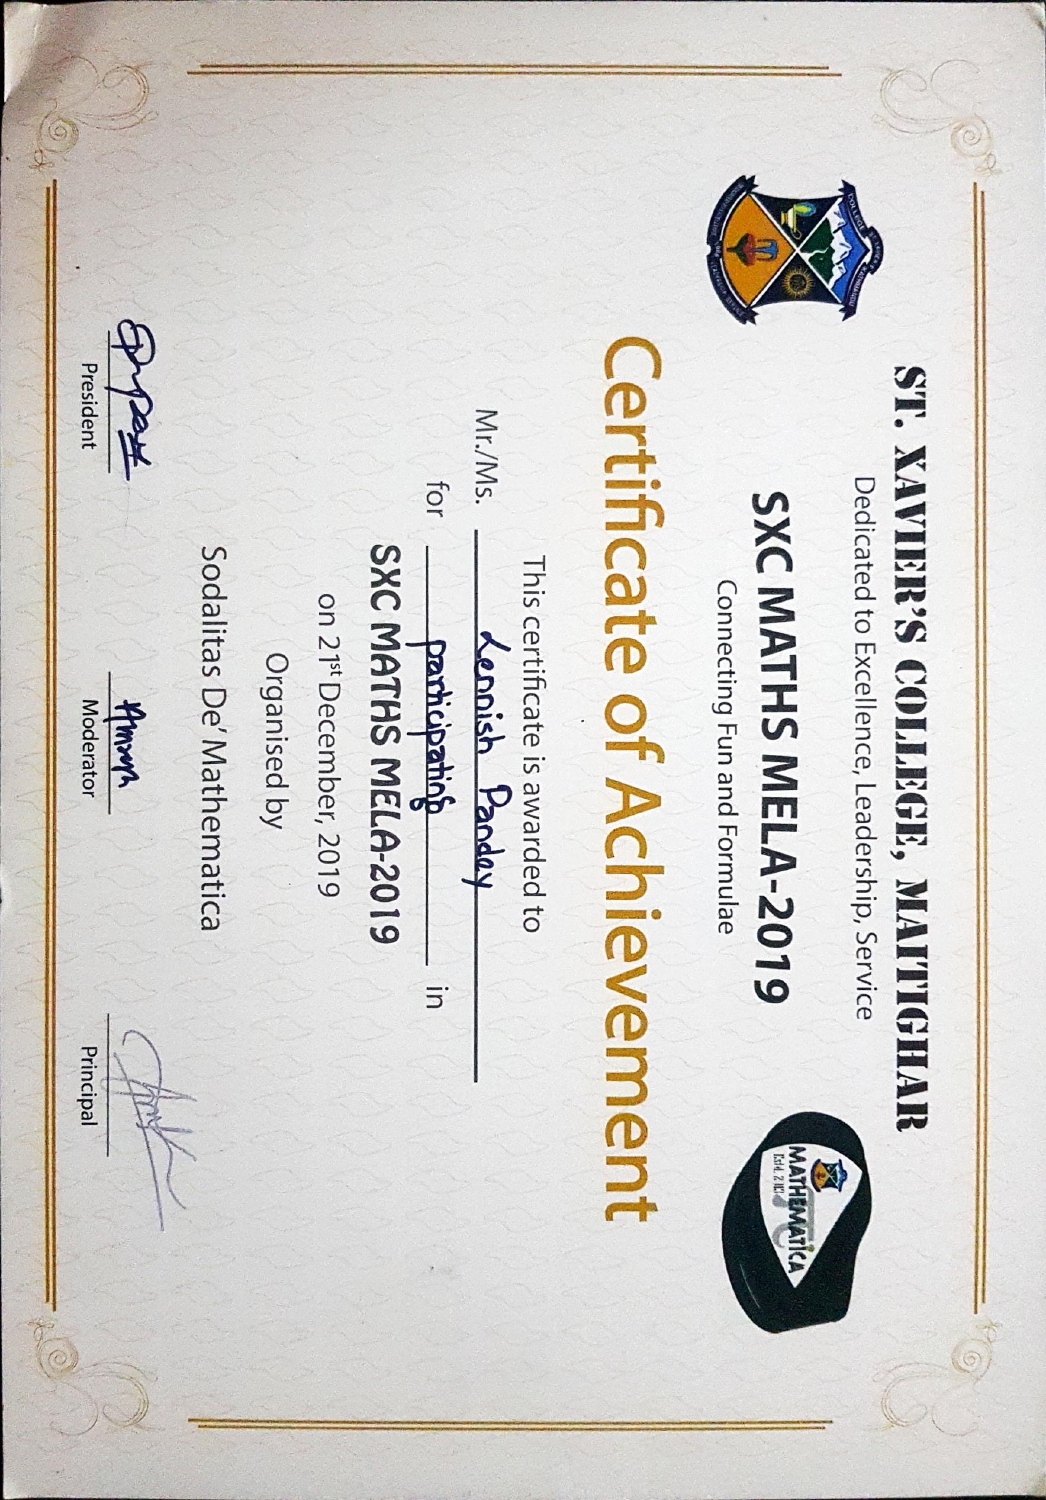 ST. XAVIER'S COLLEGE, MAITIGHAR
Dedicated to Excellence, Leadership, Service
COLLEGE ST. XAVIER'S KATHMANDU
MATHEMATICA
Estd.
SXC MATHS MELA-2019
Connecting Fun and Formulae
Certificate of Achievement
This certificate is awarded to
Mr./Ms. Lennish Pandey
for participating in
SXC MATHS MELA-2019
on 21st December, 2019
Organised by
Sodalitas De' Mathematica
President
Moderator
Principal